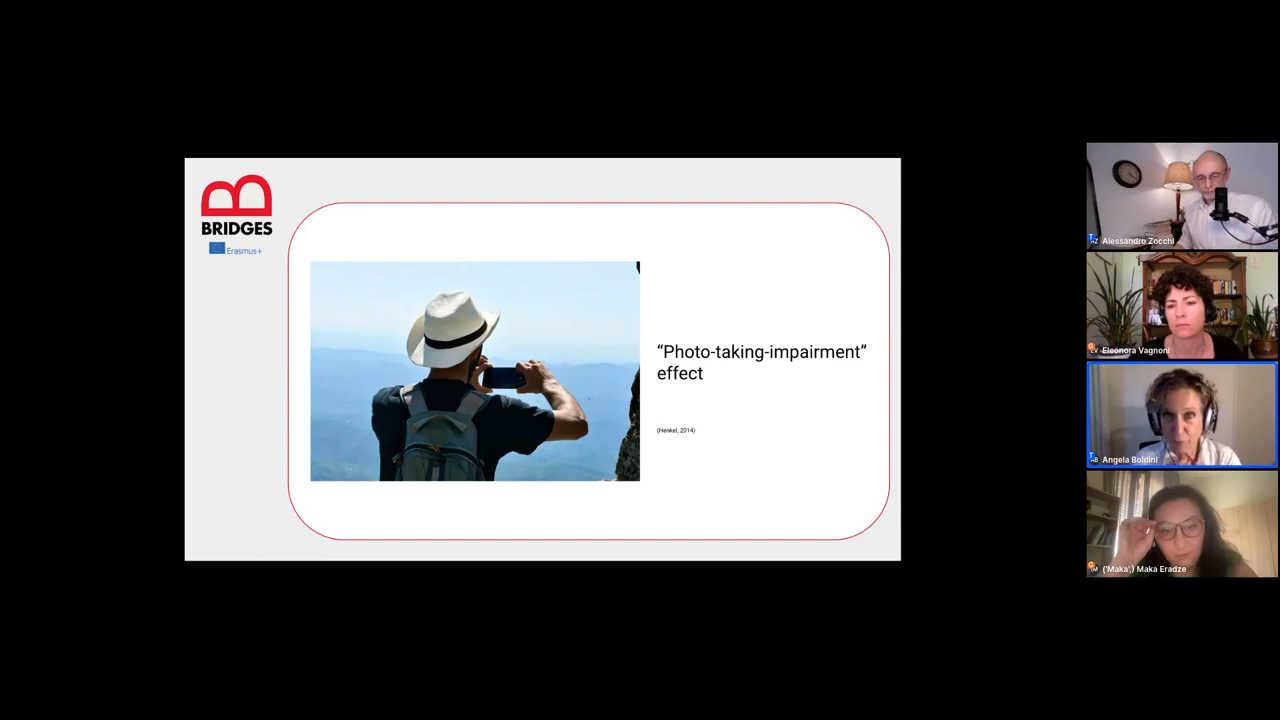 BRIDGES
Erasmus+
“Photo-taking-impairment”
effect
(Henkel, 2014)
Alessandro Zocchi
Eleonora Vagnoni
Angela Boldini
('Maka',) Maka Eradze